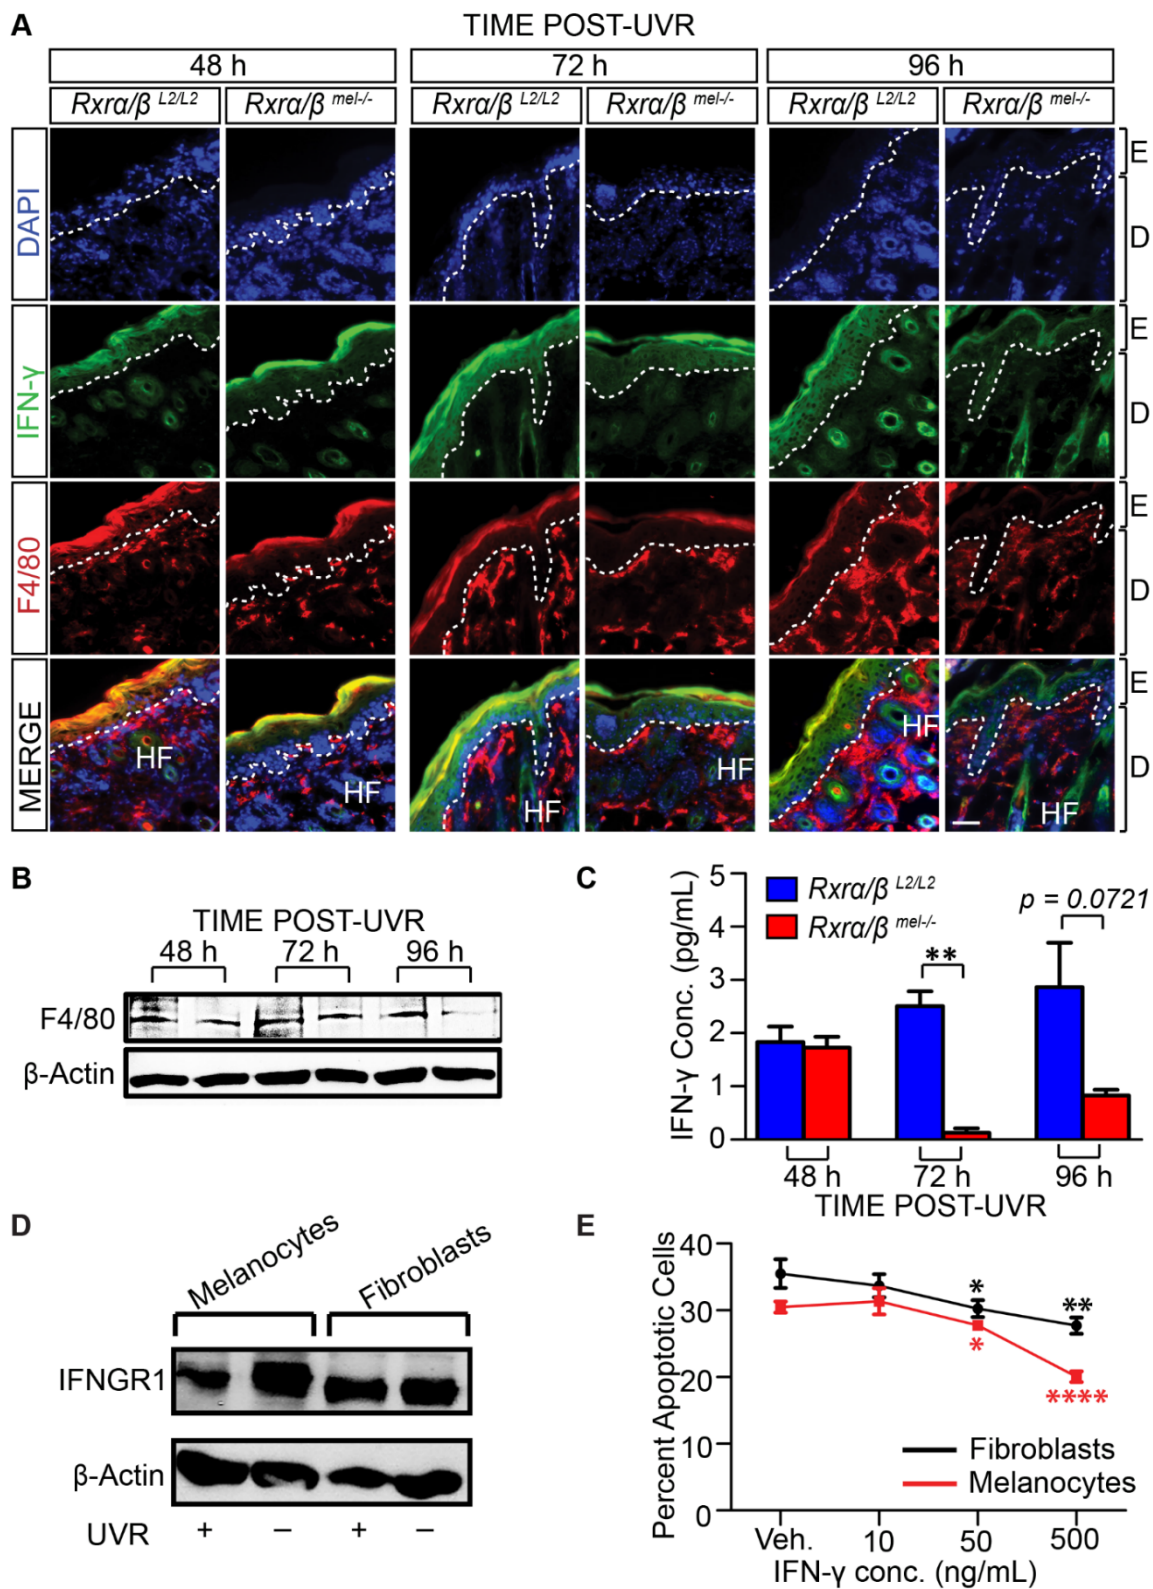 A
TIME POST-UVR
48 h 72 h 96 h
Rxrα/β L2/L2 Rxrα/β mel-/- Rxrα/β L2/L2 Rxrα/β mel-/- Rxrα/β L2/L2 Rxrα/β mel-/-
DAPI E
D
IFN-γ E
D
F4/80 E
D
MERGE E
D
HF HF HF HF HF HF
B
TIME POST-UVR
48 h 72 h 96 h
F4/80
β-Actin
C
IFN-γ Conc. (pg/mL)
5
4
3
2
1
0
Rxrα/β L2/L2
Rxrα/β mel-/-
**
p = 0.0721
48 h 72 h 96 h
TIME POST-UVR
D
Melanocytes Fibroblasts
IFNGR1
β-Actin
UVR + – + –
E
Percent Apoptotic Cells
40
30
20
10
0
* **
* ****
Fibroblasts
Melanocytes
Veh. 10 50 500
IFN-γ conc. (ng/mL)